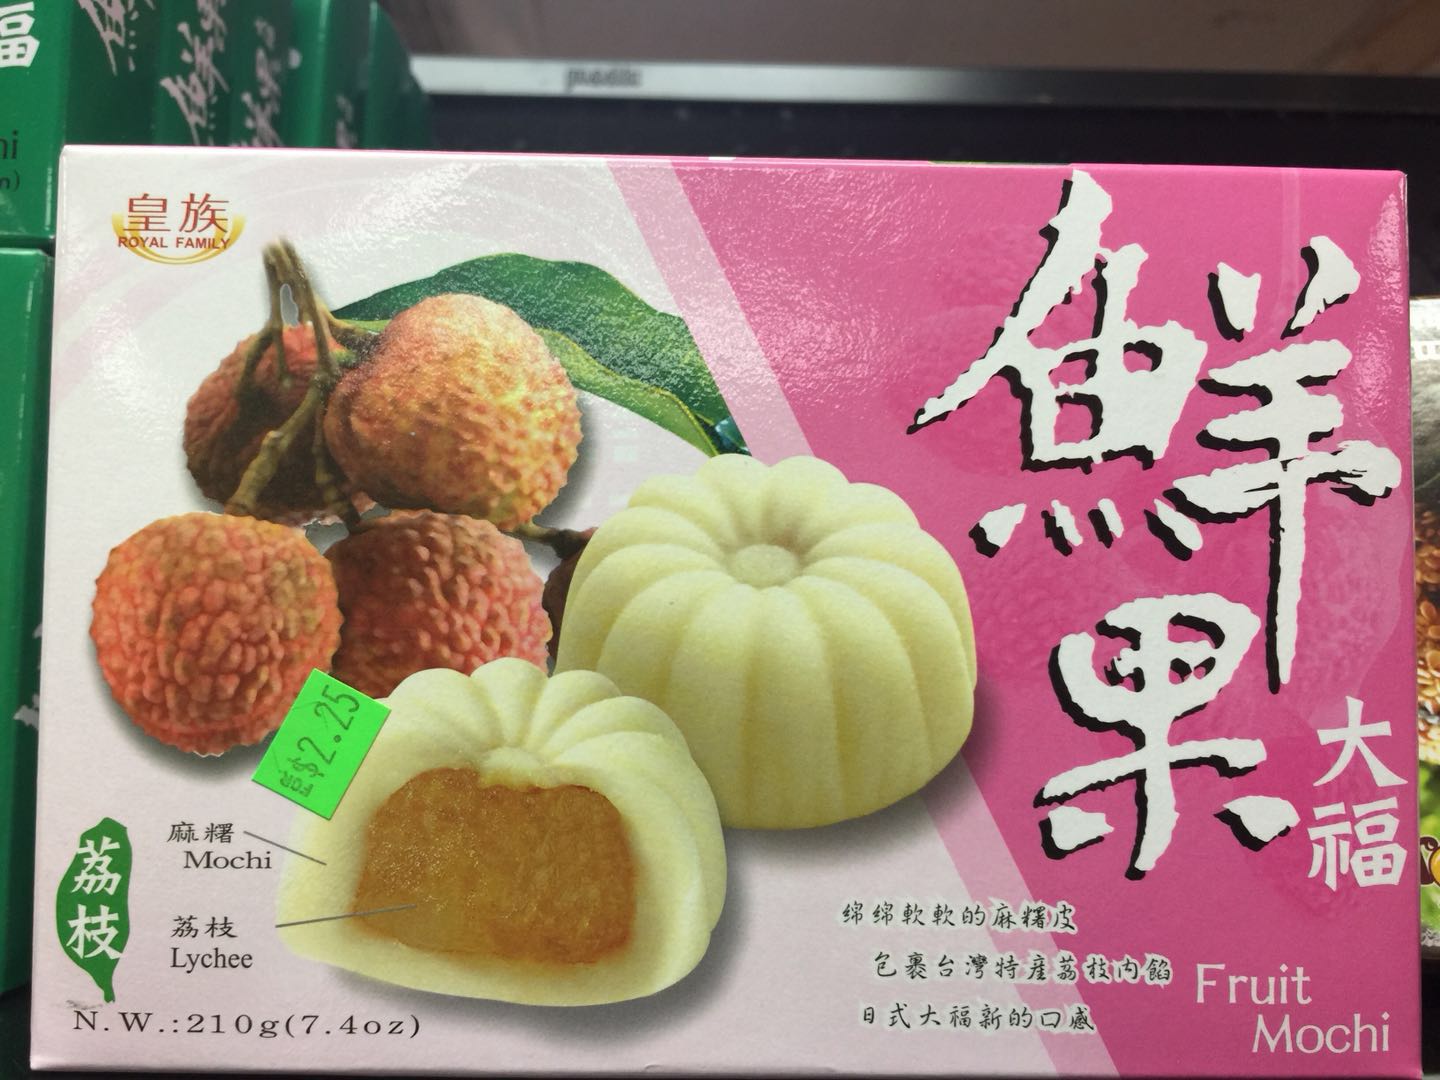 皇族
ROYAL FAMILY
鮮果
大福
FOR $2.25
麻糬
Mochi
荔枝
荔枝
Lychee
綿綿軟軟的麻糬皮
包裹台灣特產荔枝內餡
日式大福新的口感
Fruit
Mochi
N.W.:210g(7.4oz)
福